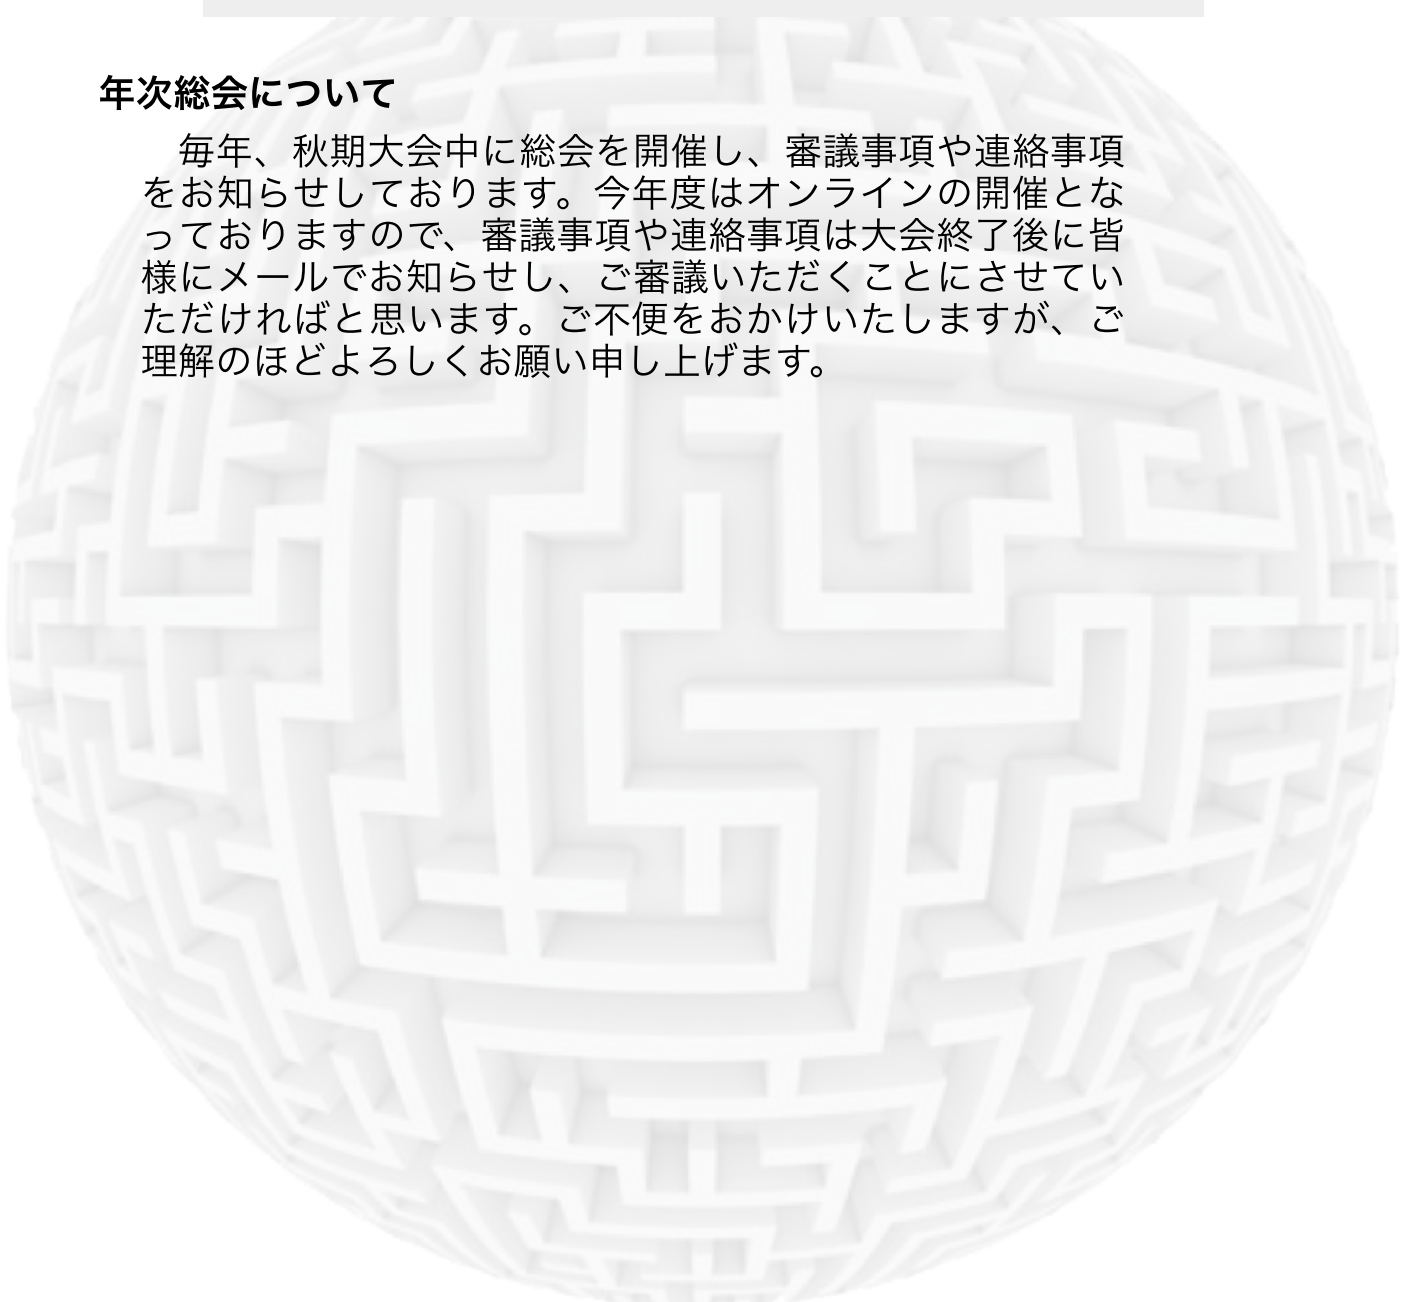 年次総会について
毎年、秋期大会中に総会を開催し、審議事項や連絡事項
をお知らせしております。今年度はオンラインの開催とな
っておりますので、審議事項や連絡事項は大会終了後に皆
様にメールでお知らせし、ご審議いただくことにさせてい
ただければと思います。ご不便をおかけいたしますが、ご
理解のほどよろしくお願い申し上げます。